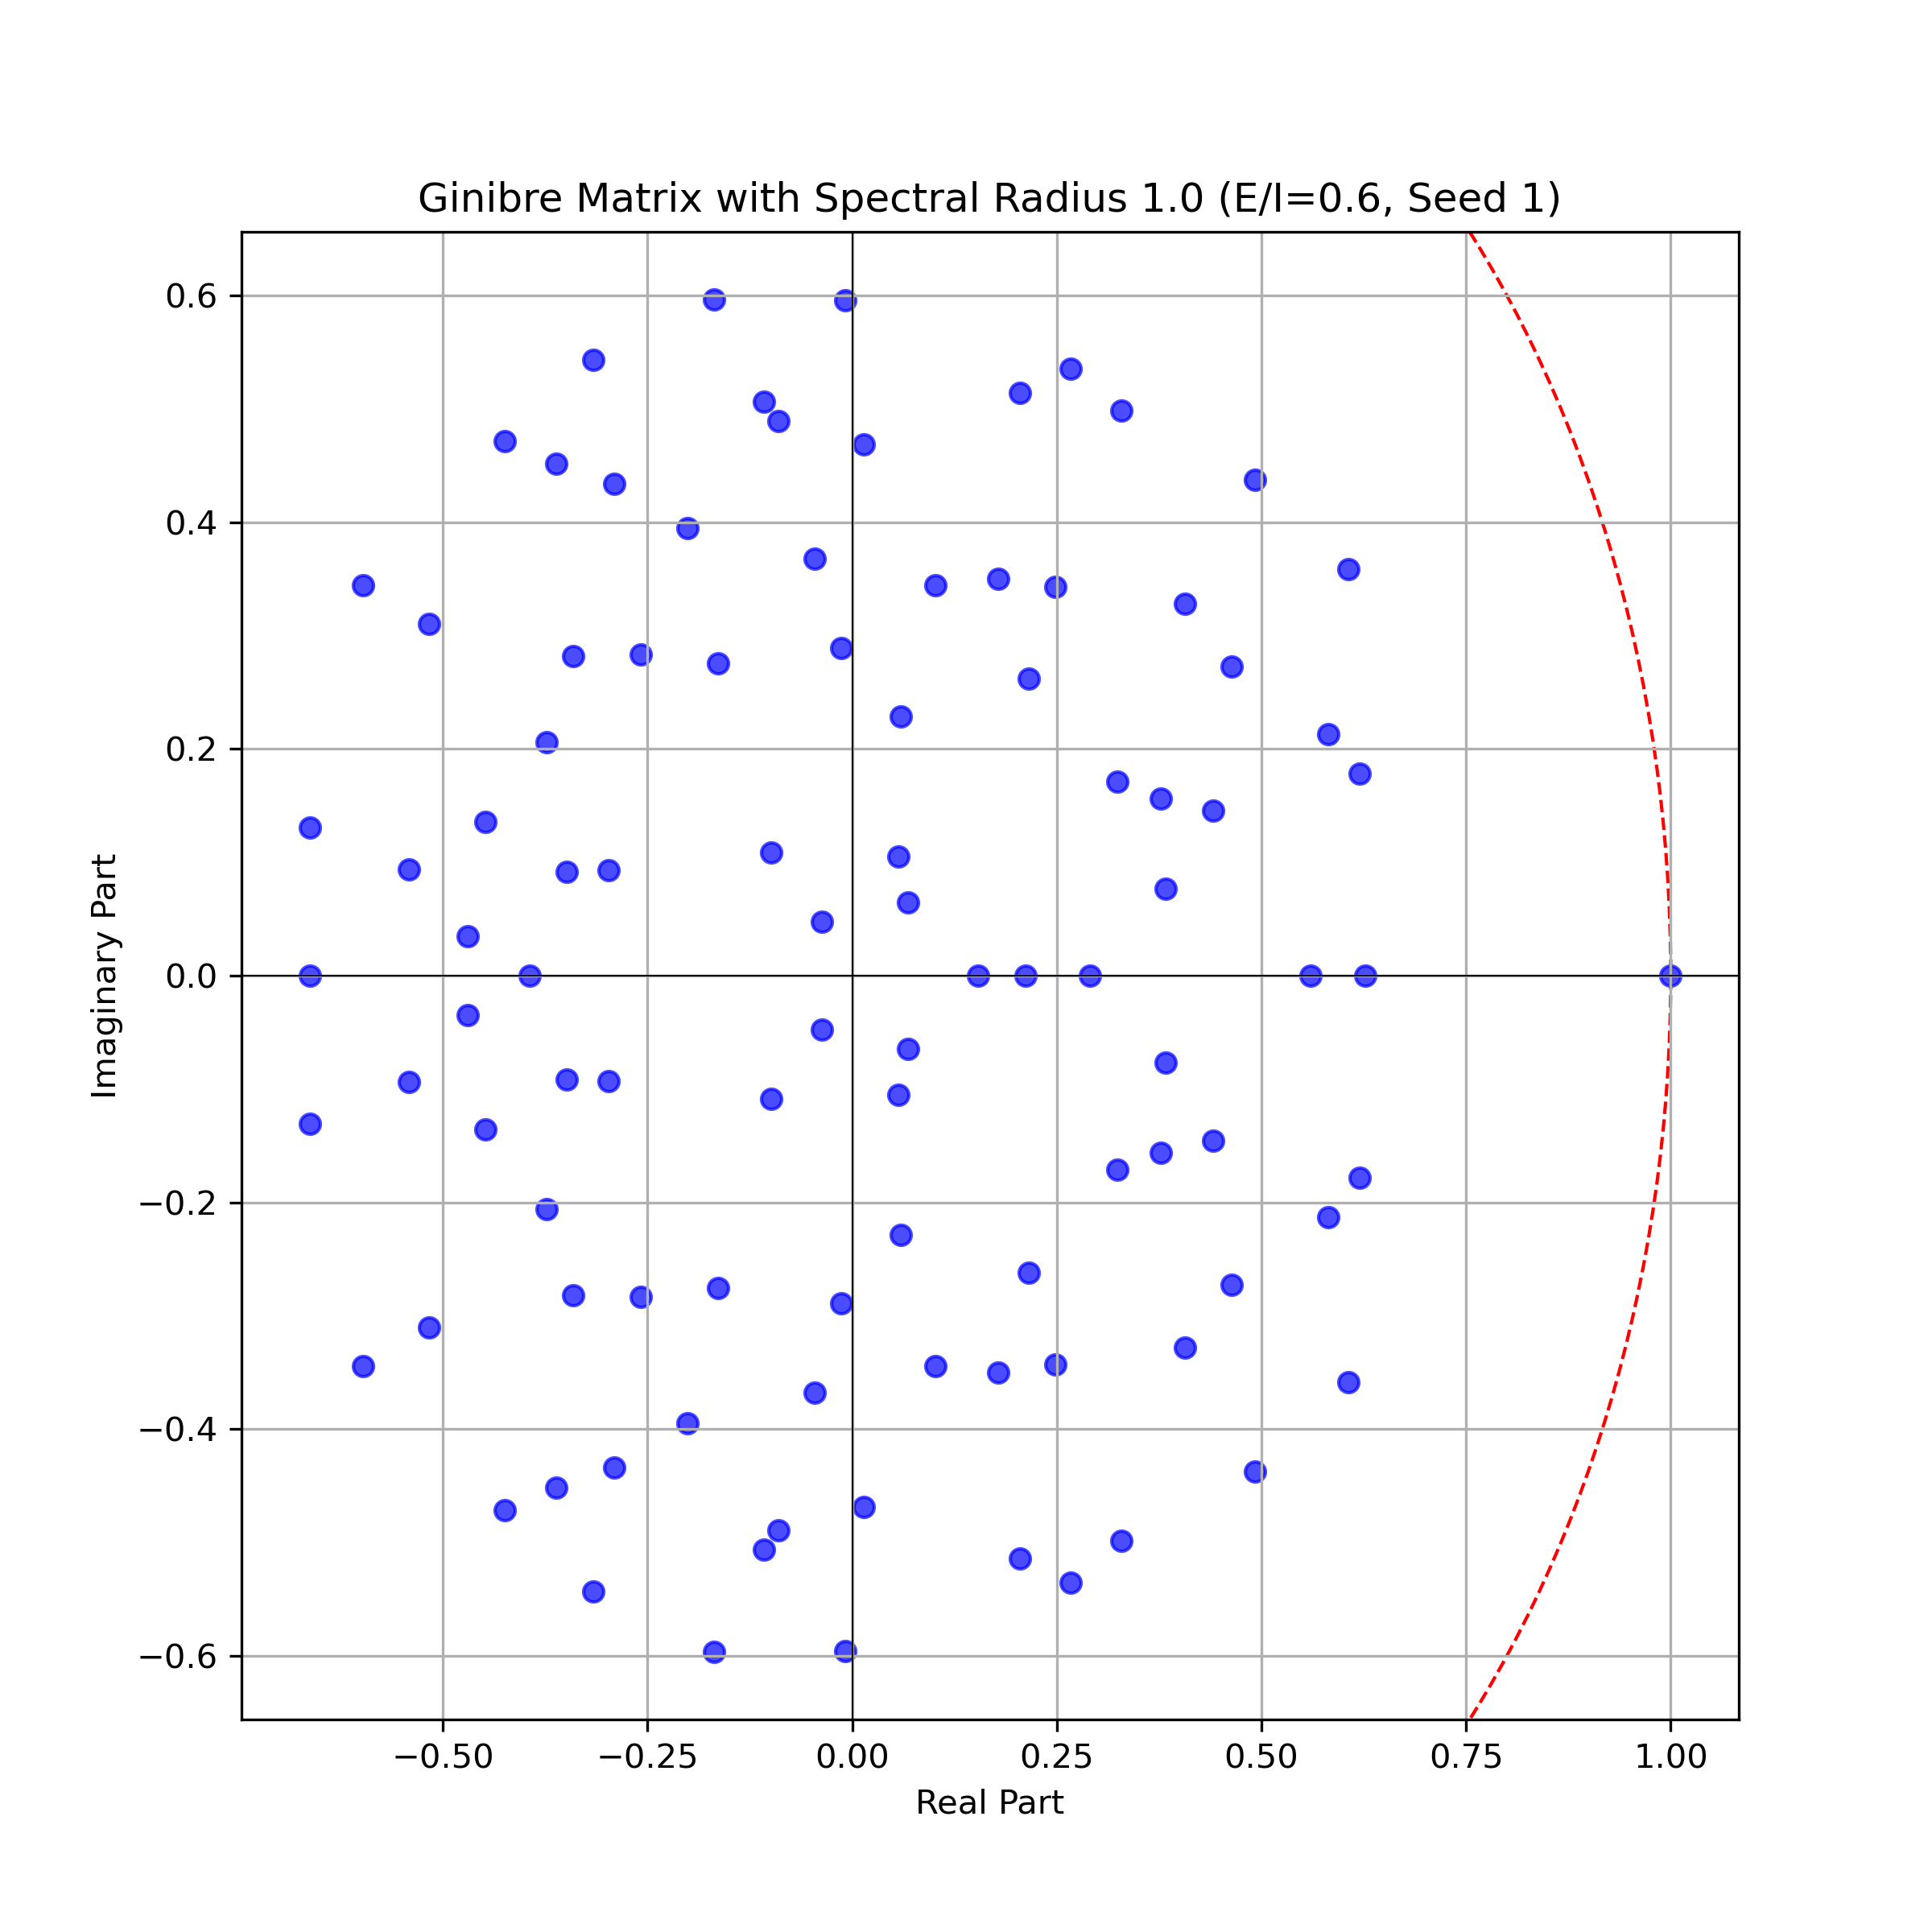 Ginibre Matrix with Spectral Radius 1.0 (E/I=0.6, Seed 1)
0.6
0.4
0.2
0.0
−0.2
−0.4
−0.6
Imaginary Part
−0.50 −0.25 0.00 0.25 0.50 0.75 1.00
Real Part